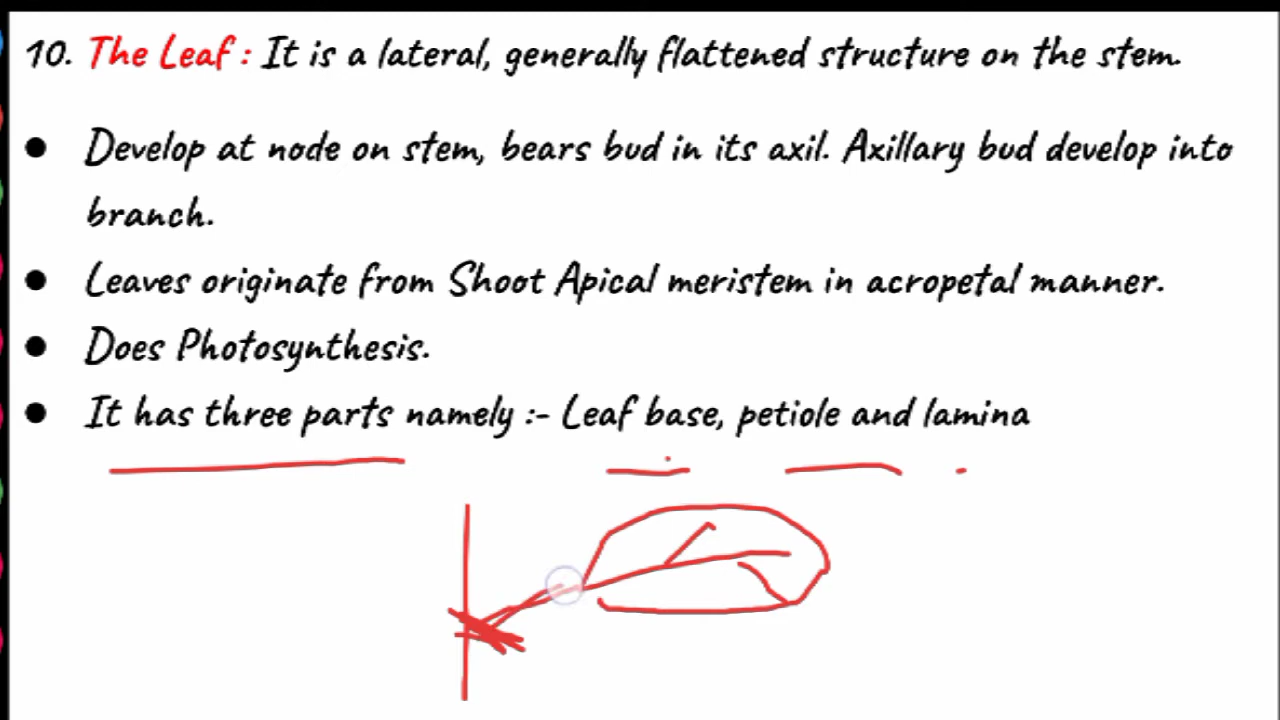 10. The Leaf : It is a lateral, generally flattened structure on the stem.
● Develop at node on stem, bears bud in its axil. Axillary bud develop into
branch.
● Leaves originate from Shoot Apical meristem in acropetal manner.
● Does Photosynthesis.
● It has three parts namely :- Leaf base, petiole and lamina